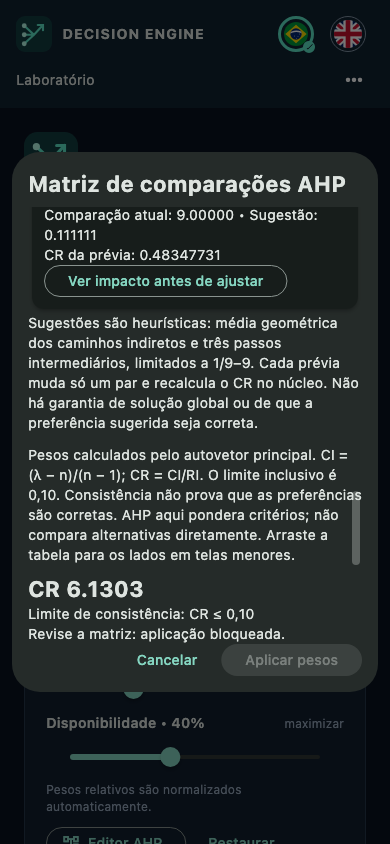 DECISION ENGINE
Laboratório
Matriz de comparações AHP
Comparação atual: 9.00000 • Sugestão:
0.111111
CR da prévia: 0.48347731
Ver impacto antes de ajustar
Sugestões são heurísticas: média geométrica
dos caminhos indiretos e três passos
intermediários, limitados a 1/9–9. Cada prévia
muda só um par e recalcula o CR no núcleo. Não
há garantia de solução global ou de que a
preferência sugerida seja correta.
Pesos calculados pelo autovetor principal. CI =
(λ − n)/(n − 1); CR = CI/RI. O limite inclusivo é
0,10. Consistência não prova que as preferências
são corretas. AHP aqui pondera critérios; não
compara alternativas diretamente. Arraste a
tabela para os lados em telas menores.
CR 6.1303
Limite de consistência: CR ≤ 0,10
Revise a matriz: aplicação bloqueada.
Cancelar
Aplicar pesos
Disponibilidade • 40%
maximizar
Pesos relativos são normalizados
automaticamente.
Editor AHP
Restaurar